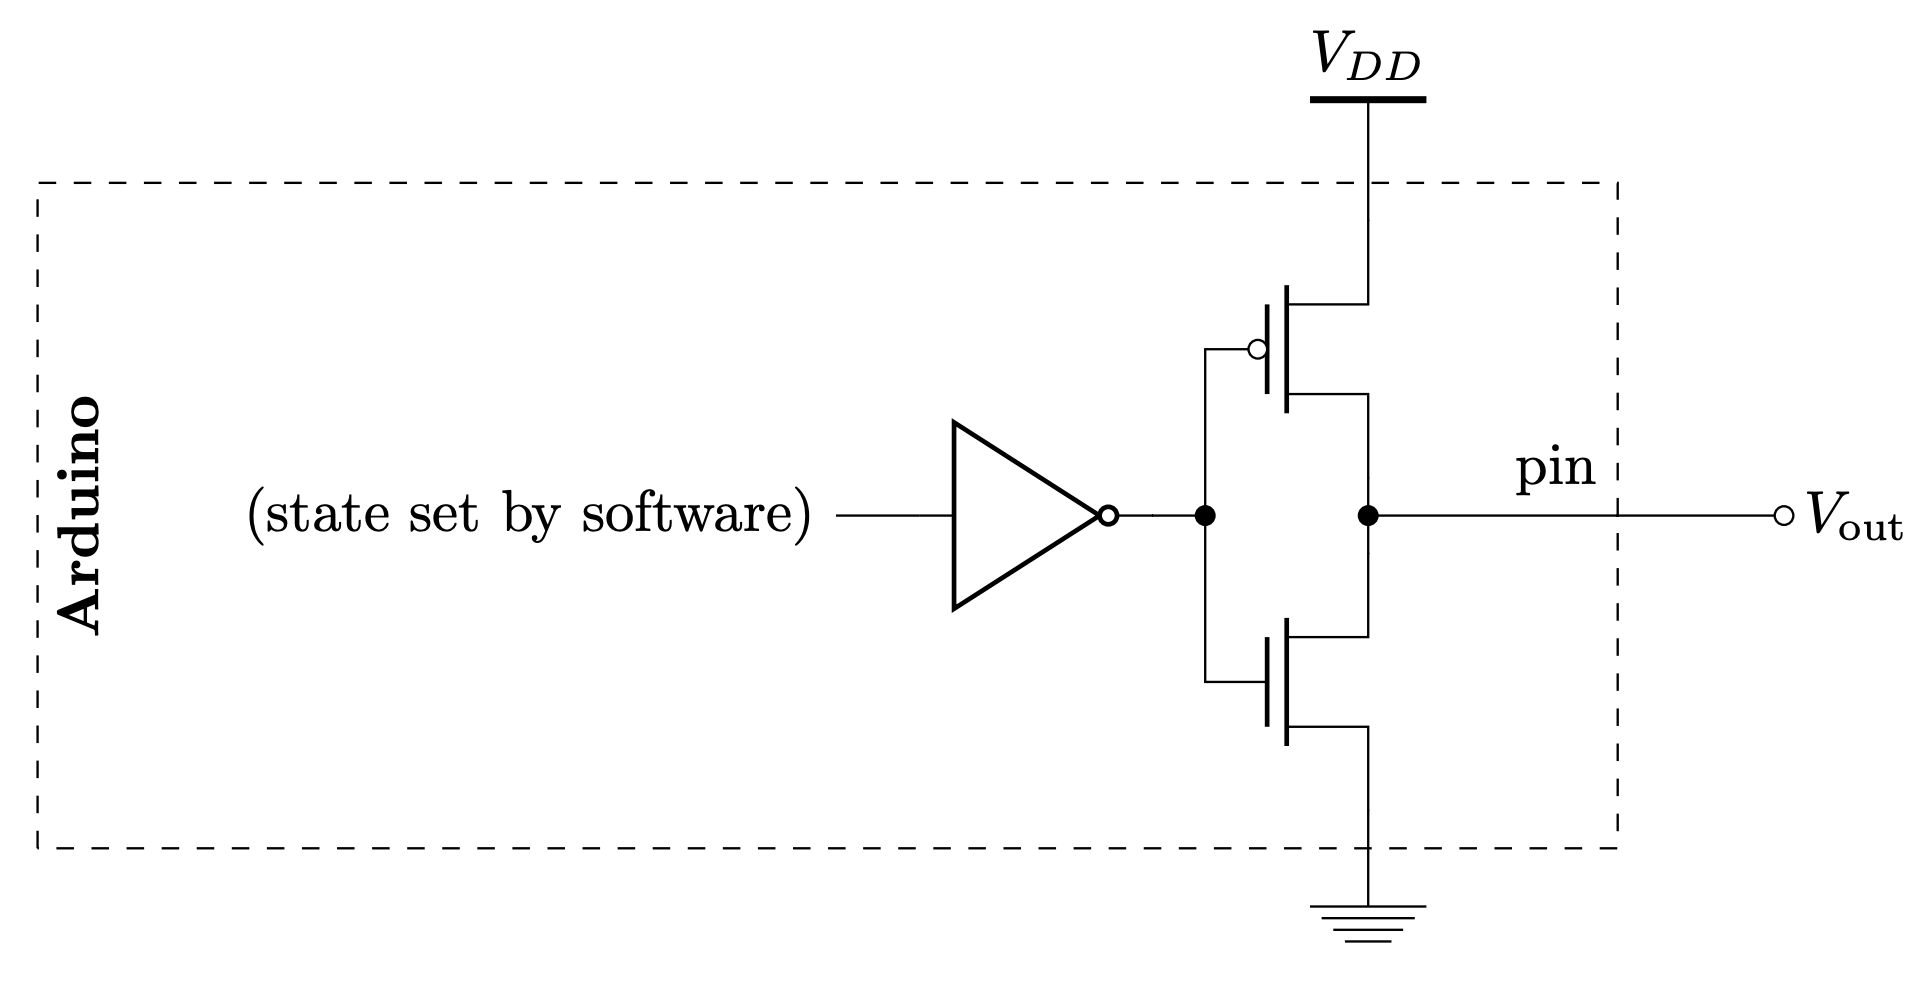 V_DD
Arduino
(state set by software)
pin
V_out